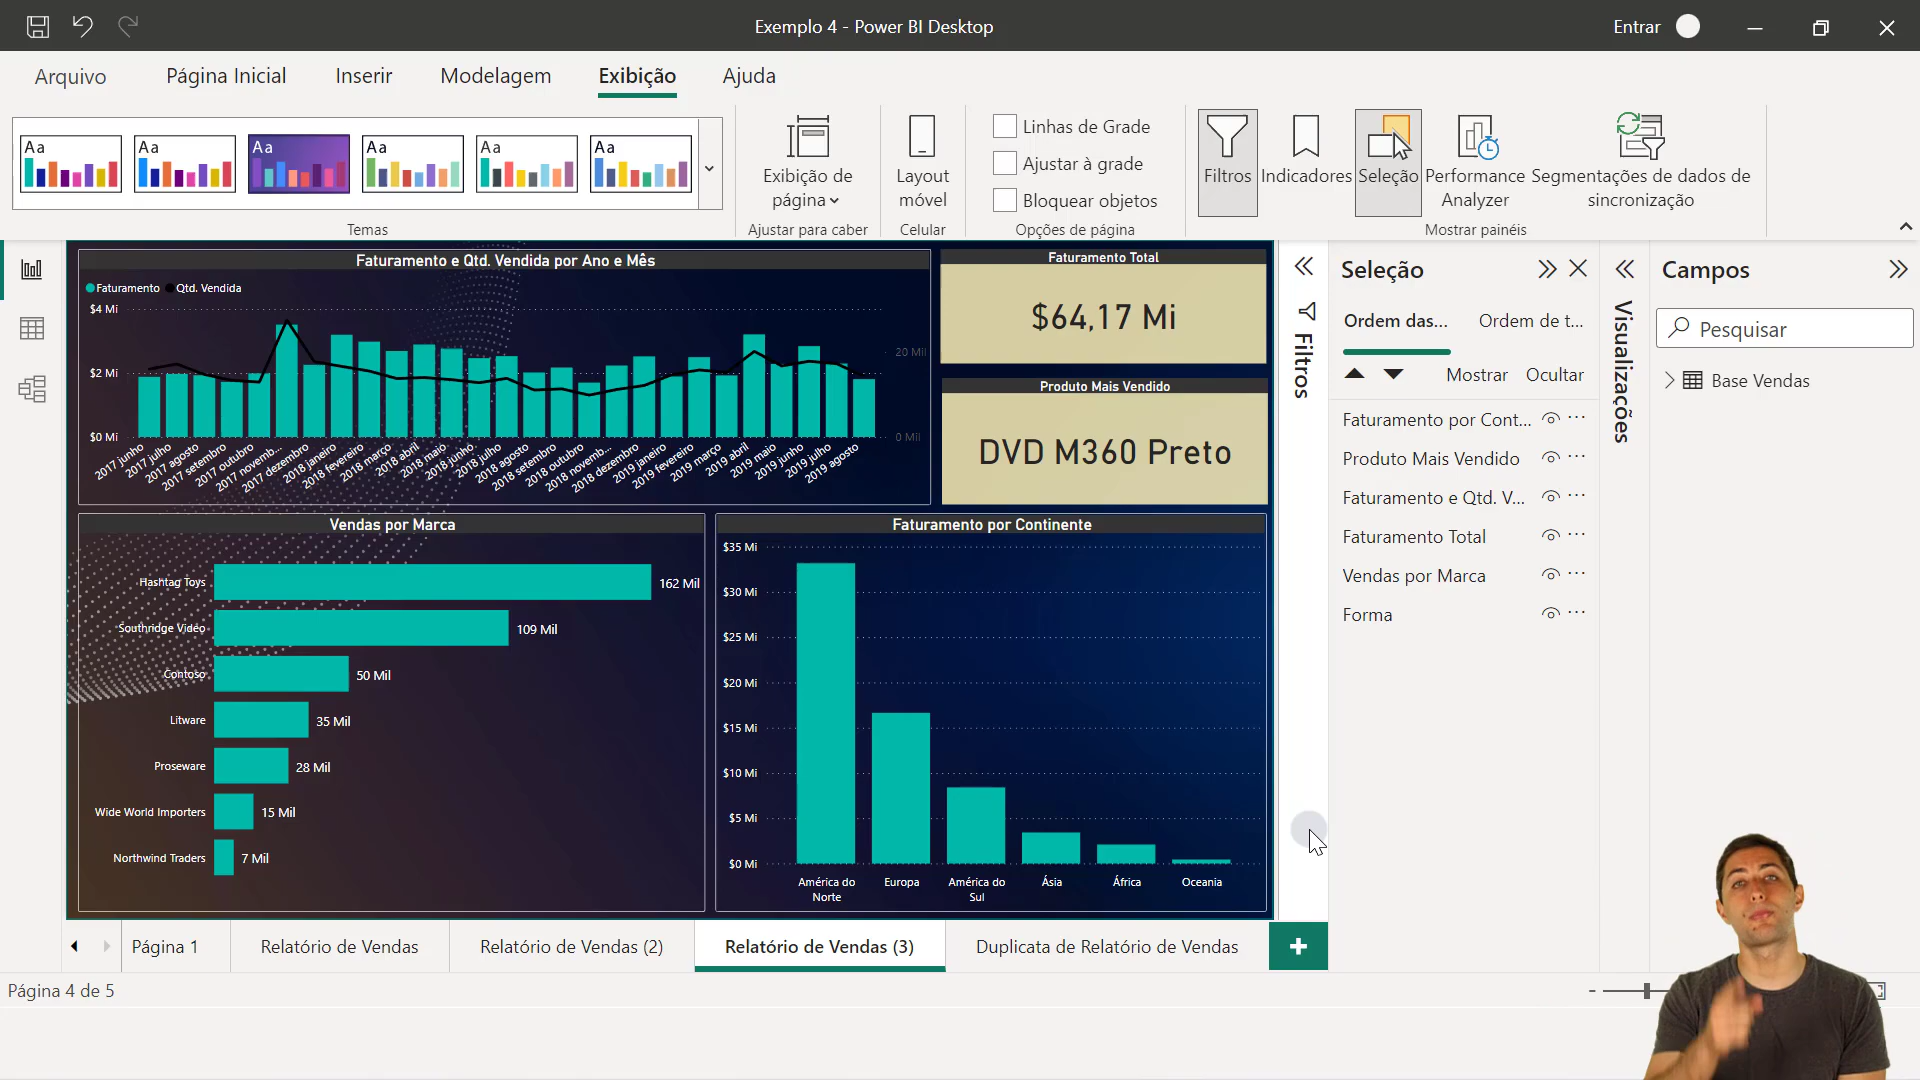 Exemplo 4 - Power BI Desktop
Entrar
Arquivo
Página Inicial
Inserir
Modelagem
Exibição
Ajuda
Aa
Aa
Aa
Aa
Aa
Aa
Temas
Exibição de
página
Ajustar para caber
Layout
móvel
Celular
Linhas de Grade
Ajustar à grade
Bloquear objetos
Opções de página
Filtros
Indicadores
Seleção
Performance
Analyzer
Segmentações de dados de
sincronização
Mostrar painéis
Faturamento e Qtd. Vendida por Ano e Mês
Faturamento
Qtd. Vendida
$4 Mi
$2 Mi
$0 Mi
20 Mil
0 Mil
2017 junho
2017 julho
2017 agosto
2017 setembro
2017 outubro
2017 novemb...
2017 dezembro
2018 janeiro
2018 fevereiro
2018 março
2018 abril
2018 maio
2018 junho
2018 julho
2018 agosto
2018 setembro
2018 outubro
2018 novemb...
2018 dezembro
2019 janeiro
2019 fevereiro
2019 março
2019 abril
2019 maio
2019 junho
2019 julho
2019 agosto
Faturamento Total
$64,17 Mi
Produto Mais Vendido
DVD M360 Preto
Vendas por Marca
Hashtag Toys
162 Mil
Southridge Video
109 Mil
Contoso
50 Mil
Litware
35 Mil
Proseware
28 Mil
Wide World Importers
15 Mil
Northwind Traders
7 Mil
Faturamento por Continente
$35 Mi
$30 Mi
$25 Mi
$20 Mi
$15 Mi
$10 Mi
$5 Mi
$0 Mi
América do
Norte
Europa
América do
Sul
Ásia
África
Oceania
Filtros
Seleção
Ordem das...
Ordem de t...
Mostrar
Ocultar
Faturamento por Cont...
Produto Mais Vendido
Faturamento e Qtd. V...
Faturamento Total
Vendas por Marca
Forma
Visualizações
Campos
Pesquisar
Base Vendas
Página 1
Relatório de Vendas
Relatório de Vendas (2)
Relatório de Vendas (3)
Duplicata de Relatório de Vendas
Página 4 de 5